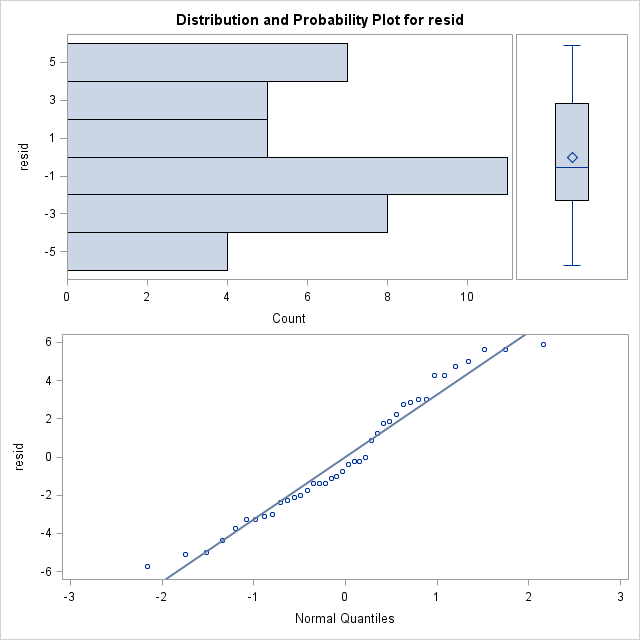 Distribution and Probability Plot for resid
resid
5
3
1
-1
-3
-5
0 2 4 6 8 10
Count
resid
6
4
2
0
-2
-4
-6
-3 -2 -1 0 1 2 3
Normal Quantiles